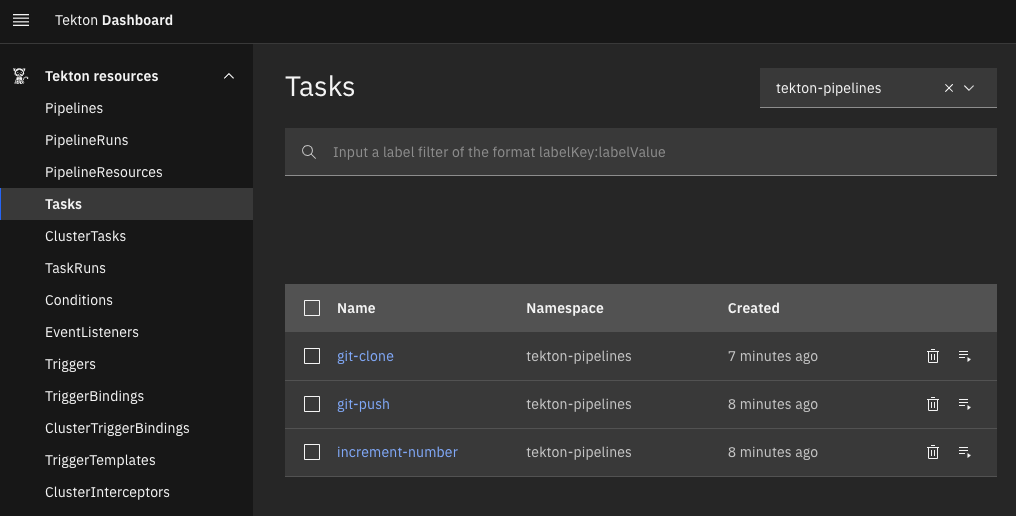 Tekton Dashboard
Tekton resources
Pipelines
PipelineRuns
PipelineResources
Tasks
ClusterTasks
TaskRuns
Conditions
EventListeners
Triggers
TriggerBindings
ClusterTriggerBindings
TriggerTemplates
ClusterInterceptors
Tasks
tekton-pipelines
Input a label filter of the format labelKey:labelValue
Name Namespace Created
git-clone tekton-pipelines 7 minutes ago
git-push tekton-pipelines 8 minutes ago
increment-number tekton-pipelines 8 minutes ago